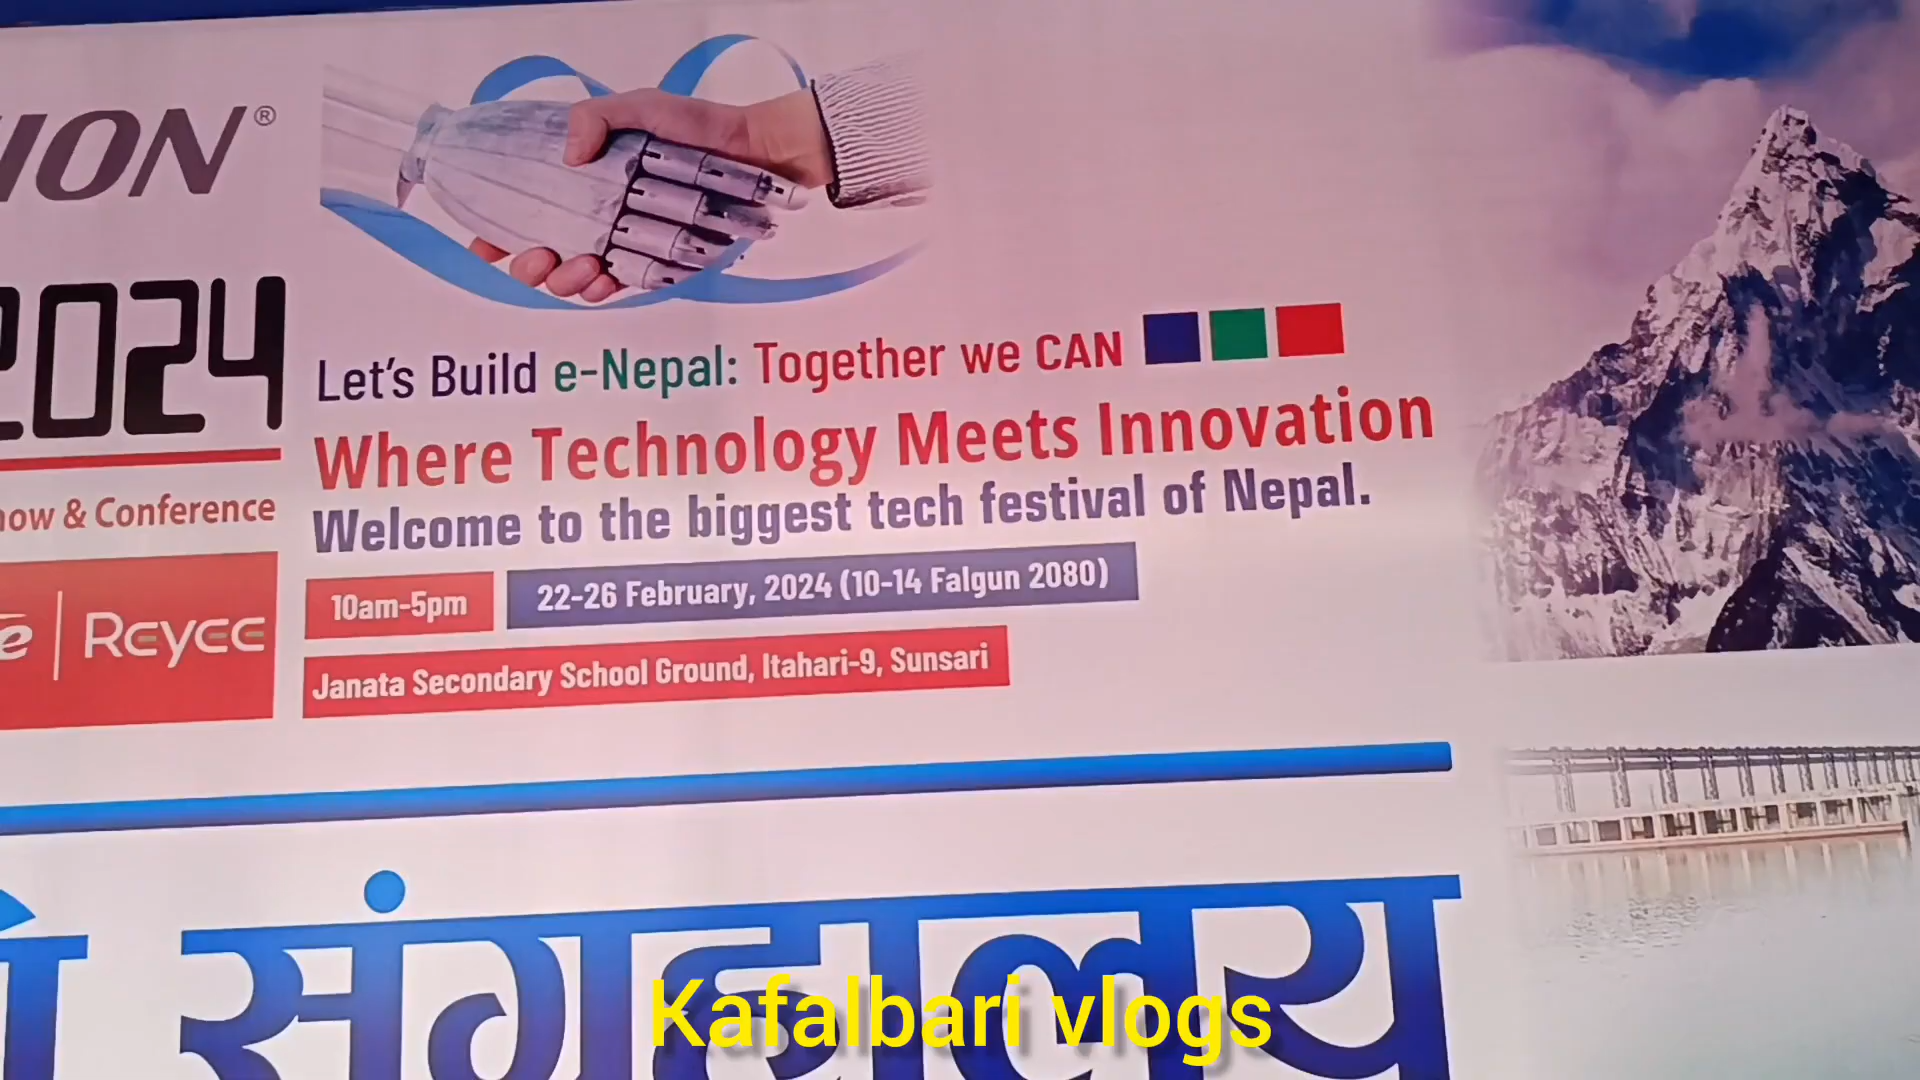 ION®
2024
Let's Build e-Nepal: Together we CAN
Where Technology Meets Innovation
Welcome to the biggest tech festival of Nepal.
& Conference
10am-5pm
22-26 February, 2024 (10-14 Falgun 2080)
REYEE
Janata Secondary School Ground, Itahari-9, Sunsari
संग्रहालय
Kafalbari vlogs